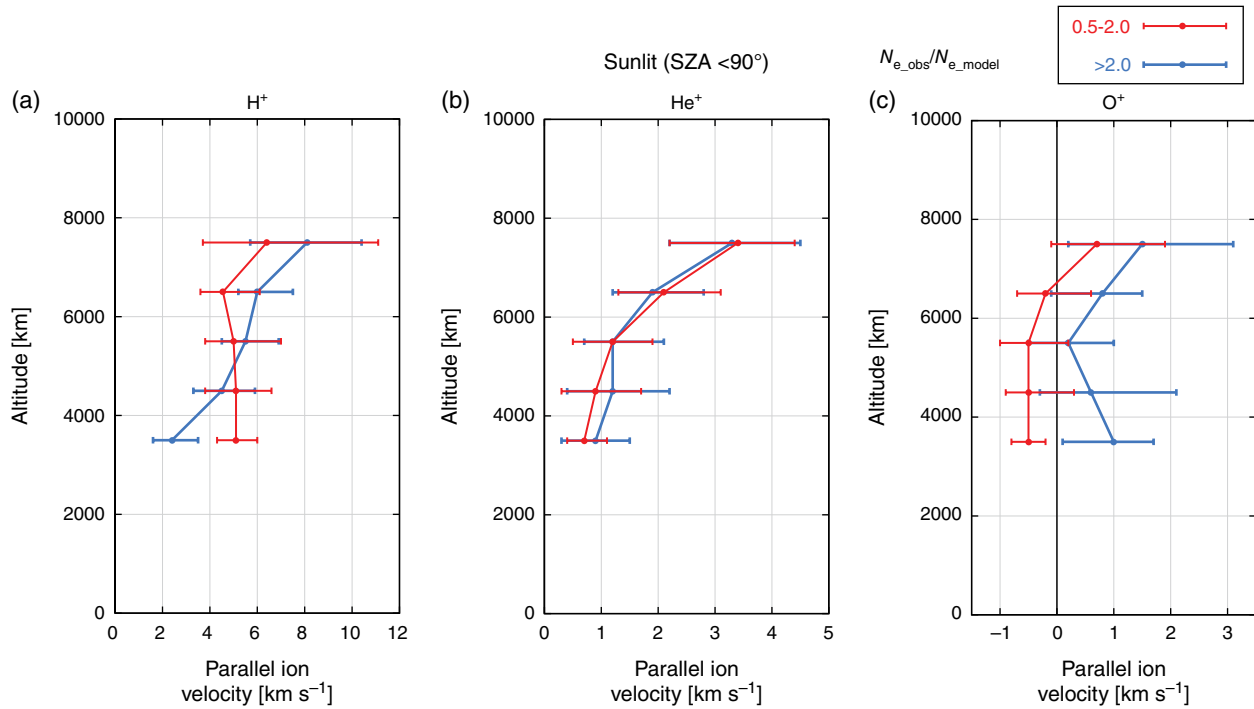 0.5-2.0
Sunlit (SZA <90°)
N_e_obs/N_e_model
>2.0
(a)
H⁺
(b)
He⁺
(c)
O⁺
10000
8000
6000
4000
2000
0
Altitude [km]
0 2 4 6 8 10 12
Parallel ion
velocity [km s⁻¹]
10000
8000
6000
4000
2000
0
Altitude [km]
0 1 2 3 4 5
Parallel ion
velocity [km s⁻¹]
10000
8000
6000
4000
2000
0
Altitude [km]
−1 0 1 2 3
Parallel ion
velocity [km s⁻¹]